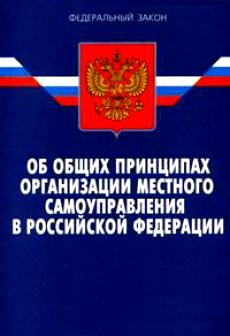 ФЕДЕРАЛЬНЫЙ ЗАКОН
ОБ ОБЩИХ ПРИНЦИПАХ
ОРГАНИЗАЦИИ МЕСТНОГО
САМОУПРАВЛЕНИЯ
В РОССИЙСКОЙ ФЕДЕРАЦИИ